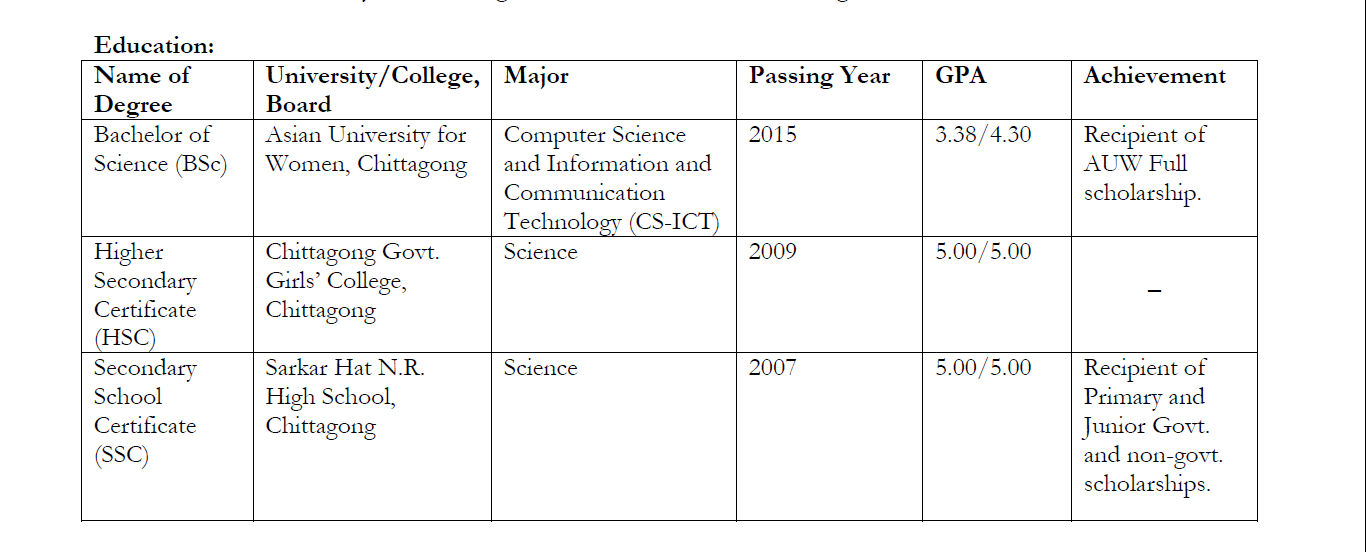 Education:
Name of Degree University/College, Board Major Passing Year GPA Achievement
Bachelor of Science (BSc) Asian University for Women, Chittagong Computer Science and Information and Communication Technology (CS-ICT) 2015 3.38/4.30 Recipient of AUW Full scholarship.
Higher Secondary Certificate (HSC) Chittagong Govt. Girls' College, Chittagong Science 2009 5.00/5.00 –
Secondary School Certificate (SSC) Sarkar Hat N.R. High School, Chittagong Science 2007 5.00/5.00 Recipient of Primary and Junior Govt. and non-govt. scholarships.